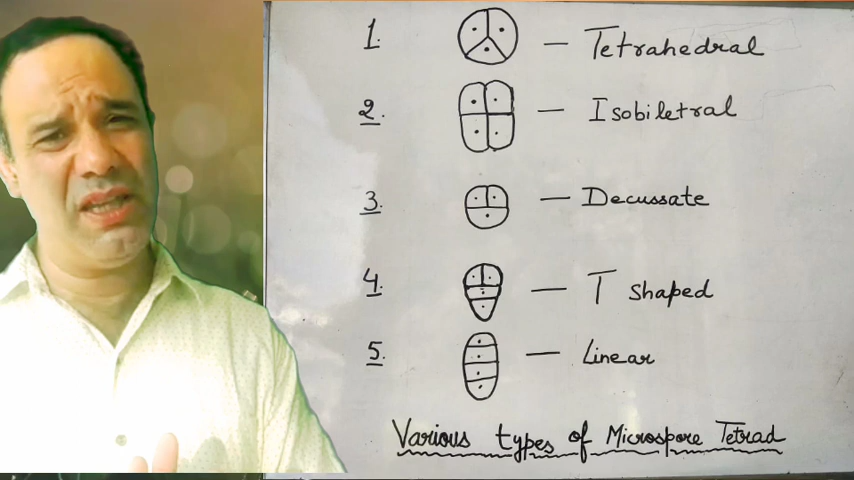 1. — Tetrahedral
2. — Isobiletral
3. — Decussate
4. — T shaped
5. — Linear
Various types of Microspore Tetrad